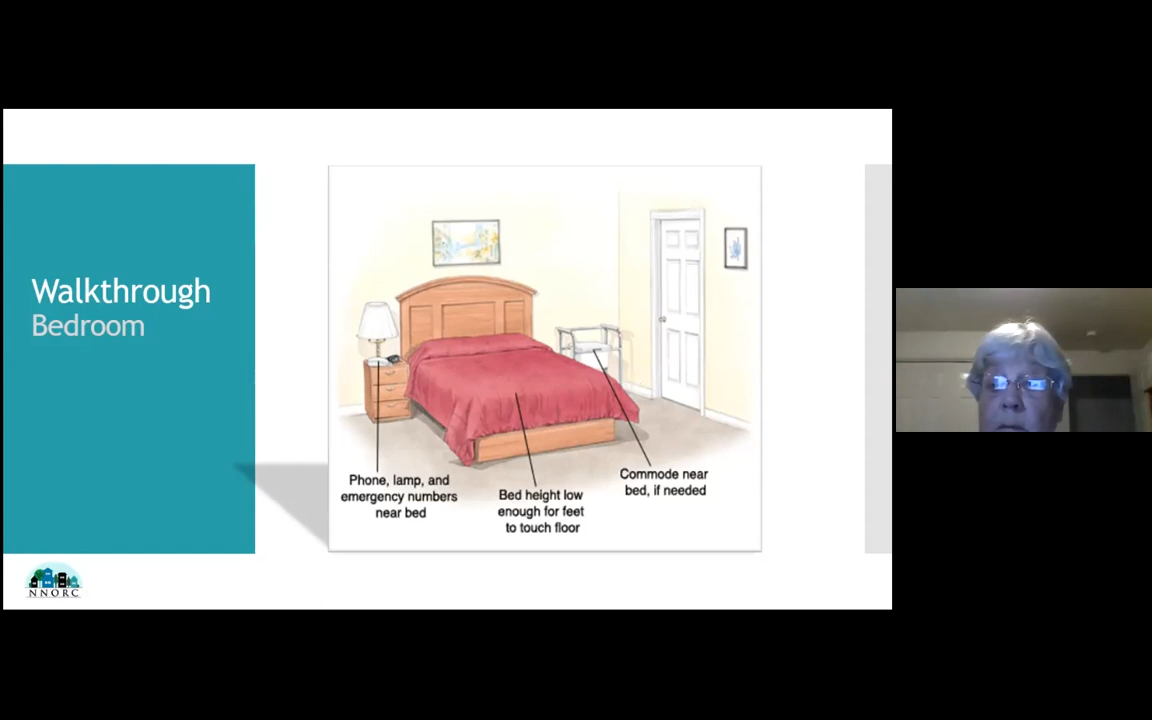 Walkthrough
Bedroom
Phone, lamp, and
emergency numbers
near bed
Bed height low
enough for feet
to touch floor
Commode near
bed, if needed
NNORC